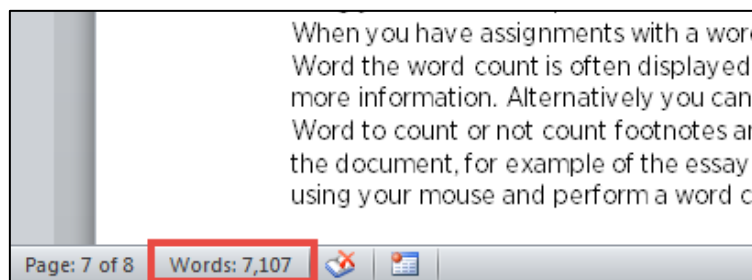 When you have assignments with a
Word the word count is often displayed
more information. Alternatively you can
Word to count or not count footnotes
the document, for example of the essay
using your mouse and perform a word
Page: 7 of 8 Words: 7,107